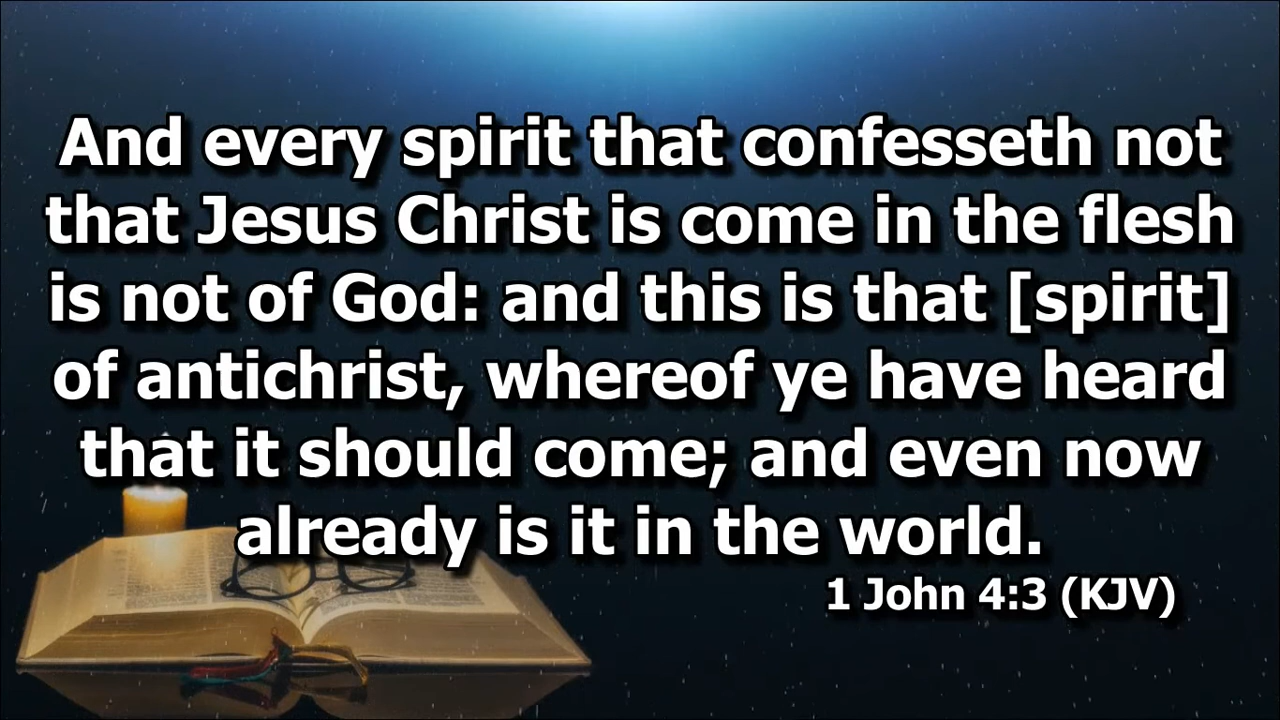 And every spirit that confesseth not
that Jesus Christ is come in the flesh
is not of God: and this is that [spirit]
of antichrist, whereof ye have heard
that it should come; and even now
already is it in the world.
1 John 4:3 (KJV)